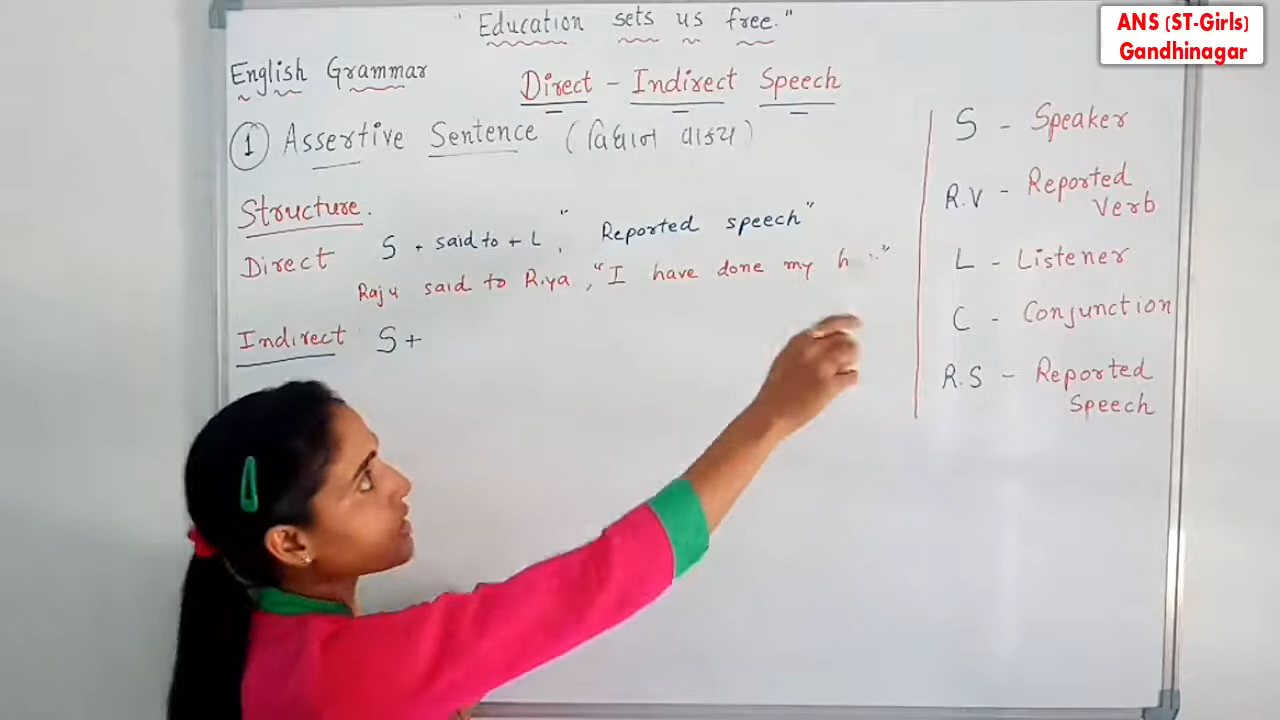 "Education sets us free."
ANS (ST-Girls)
Gandhinagar
English Grammar
Direct - Indirect Speech
① Assertive Sentence (વિધાન વાક્ય)
Structure.
Direct S + said to + L, "Reported speech"
Raju said to Riya, "I have done my h
Indirect S +
S - Speaker
R.V - Reported
Verb
L - Listener
C - Conjunction
R.S - Reported
Speech